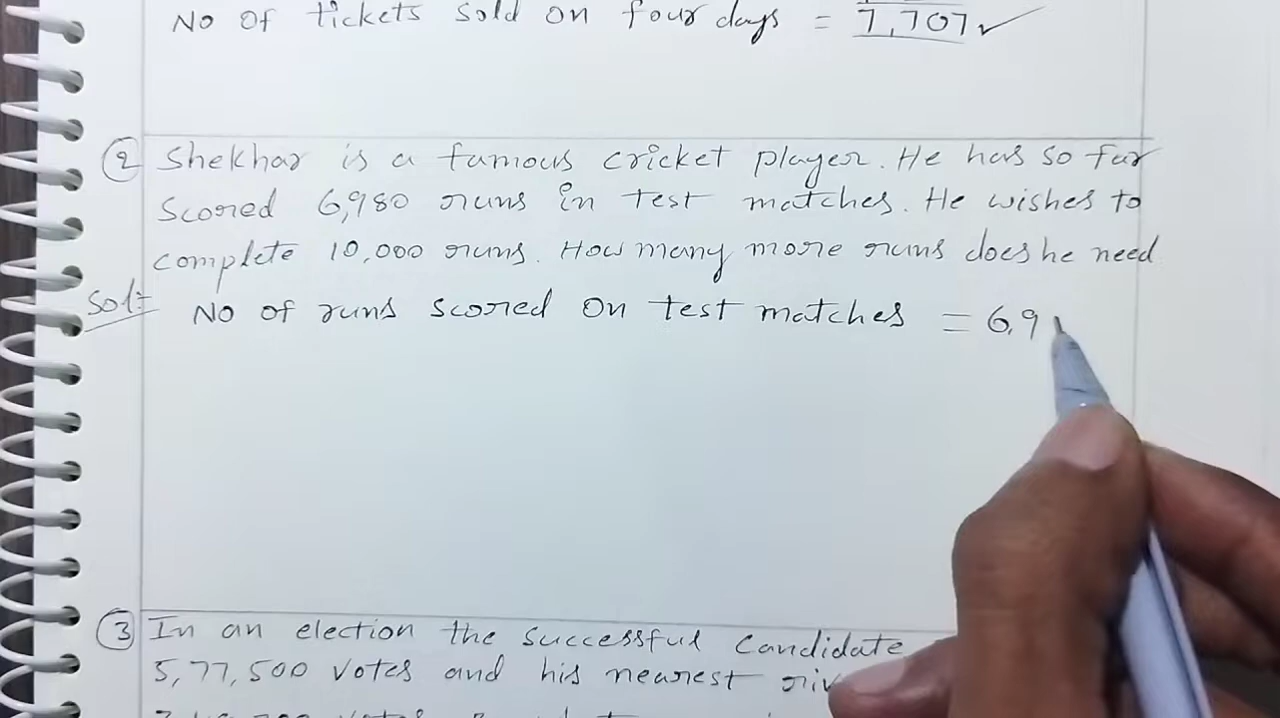 No of tickets sold on four days = 7,707 ✓
② Shekhar is a famous cricket player. He has so far
scored 6,980 runs in test matches. He wishes to
complete 10,000 runs. How many more runs does he need
Sol:- No of runs scored on test matches = 6,9
③ In an election the successful candidate
5,77,500 votes and his nearest
votes